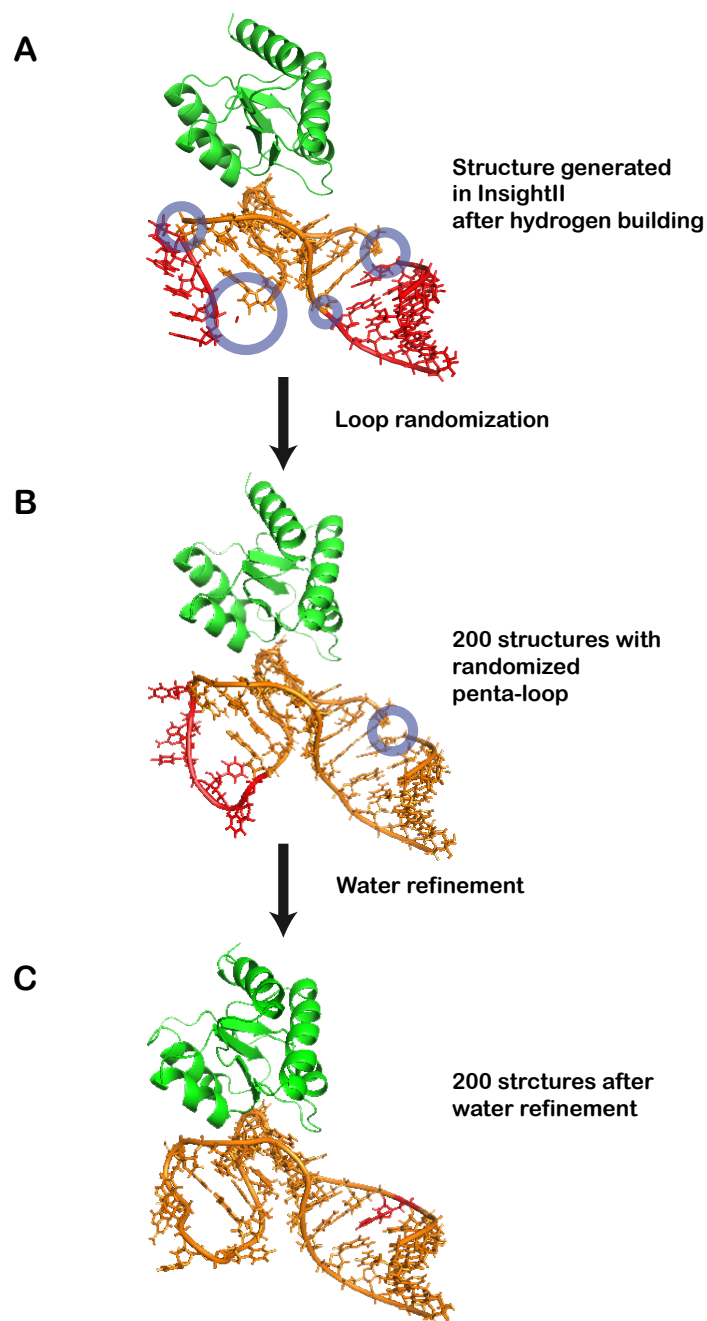 A
Structure generated
in InsightII
after hydrogen building
Loop randomization
B
200 structures with
randomized
penta-loop
Water refinement
C
200 strctures after
water refinement